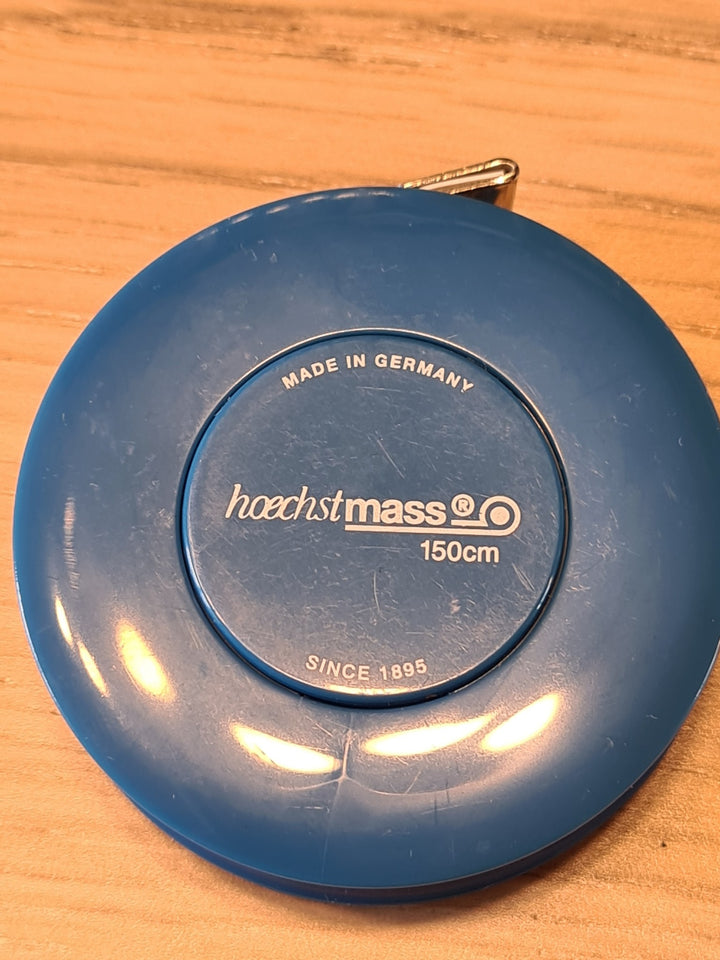 MADE IN GERMANY
hoechstmass®
150cm
SINCE 1895